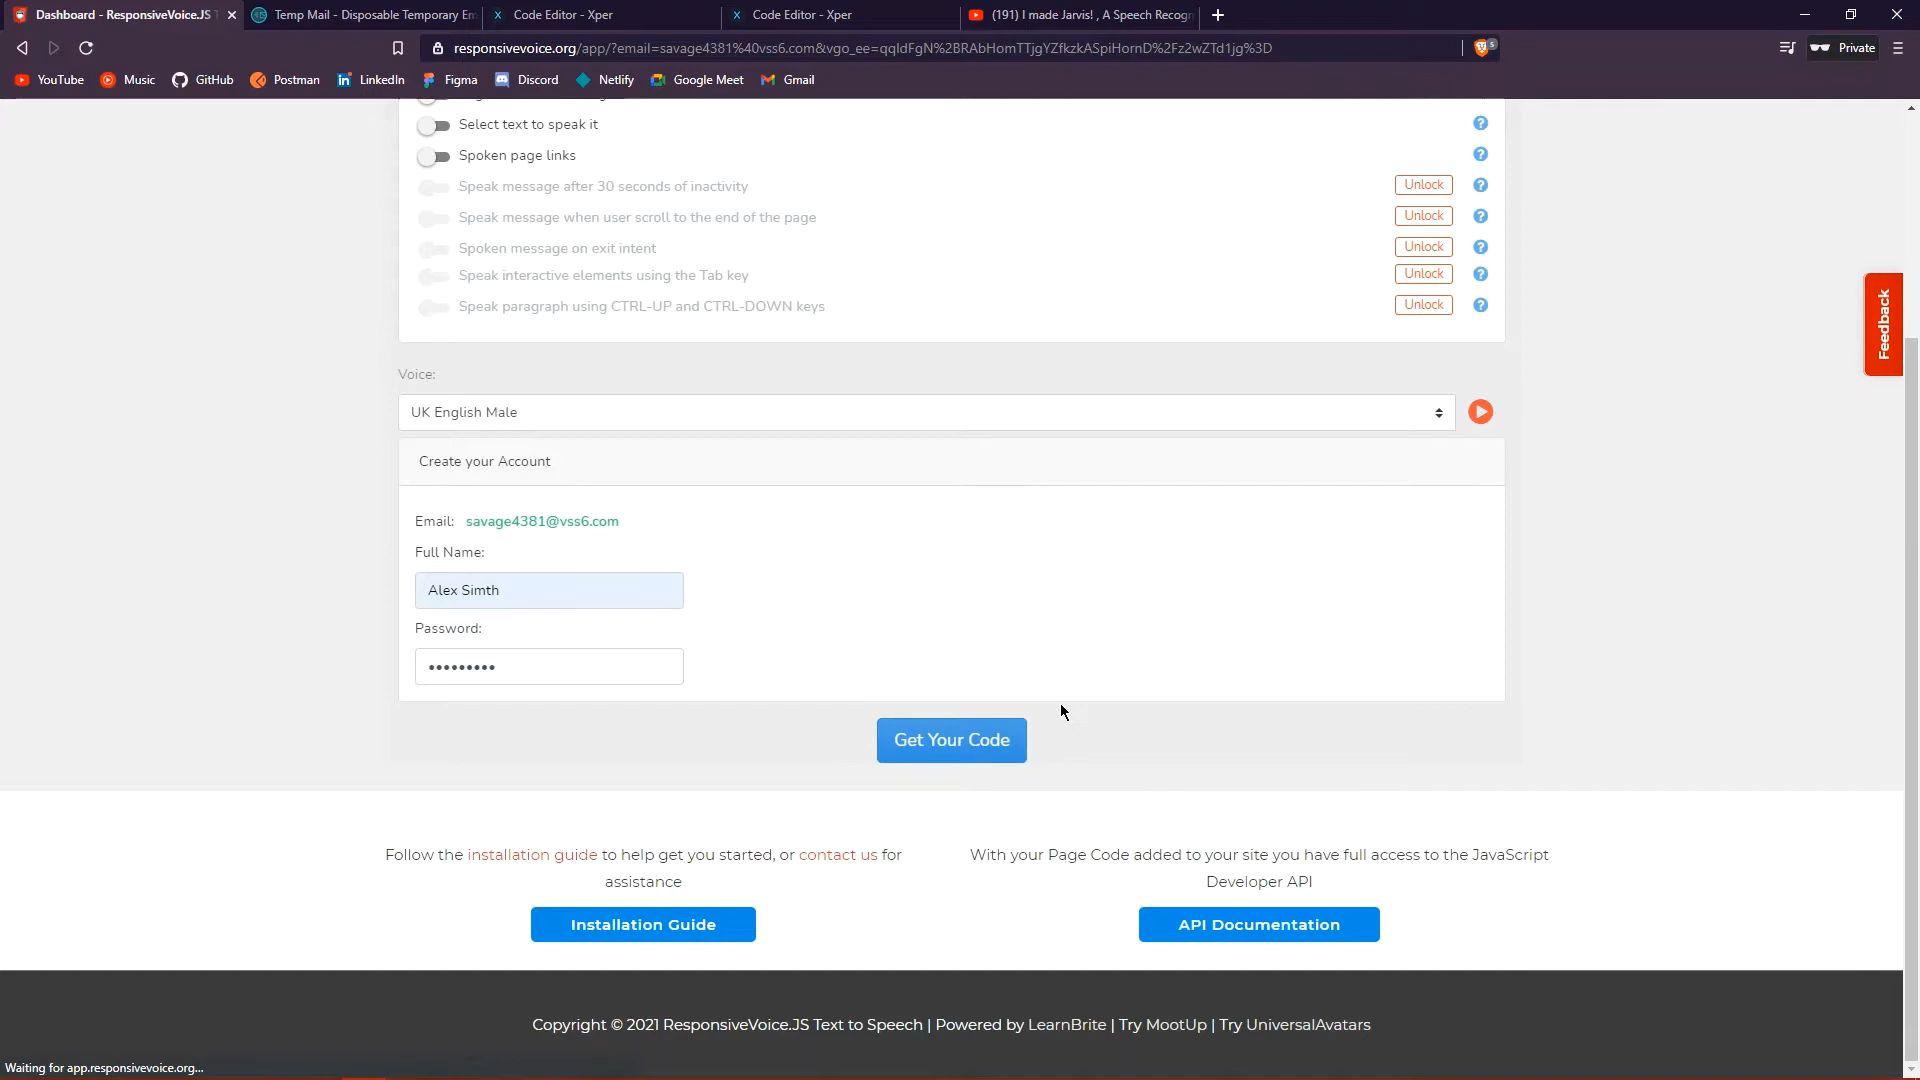 Dashboard - ResponsiveVoice.JS
Temp Mail - Disposable Temporary Em
Code Editor - Xper
Code Editor - Xper
(191) I made Jarvis! , A Speech Recogn
responsivevoice.org/app/?email=savage4381%40vss6.com&vgo_ee=qqIdFgN%2BRAbHomTTjgYZfkzkASpiHornD%2Fz2wZTd1jg%3D
5
Private
YouTube
Music
GitHub
Postman
LinkedIn
Figma
Discord
Netlify
Google Meet
Gmail
Select text to speak it
Spoken page links
Speak message after 30 seconds of inactivity Unlock
Speak message when user scroll to the end of the page Unlock
Spoken message on exit intent Unlock
Speak interactive elements using the Tab key Unlock
Speak paragraph using CTRL-UP and CTRL-DOWN keys Unlock
Feedback
Voice:
UK English Male
Create your Account
Email: savage4381@vss6.com
Full Name:
Alex Simth
Password:
•••••••••
Get Your Code
Follow the installation guide to help get you started, or contact us for
assistance
Installation Guide
With your Page Code added to your site you have full access to the JavaScript
Developer API
API Documentation
Copyright © 2021 ResponsiveVoice.JS Text to Speech | Powered by LearnBrite | Try MootUp | Try UniversalAvatars
Waiting for app.responsivevoice.org...